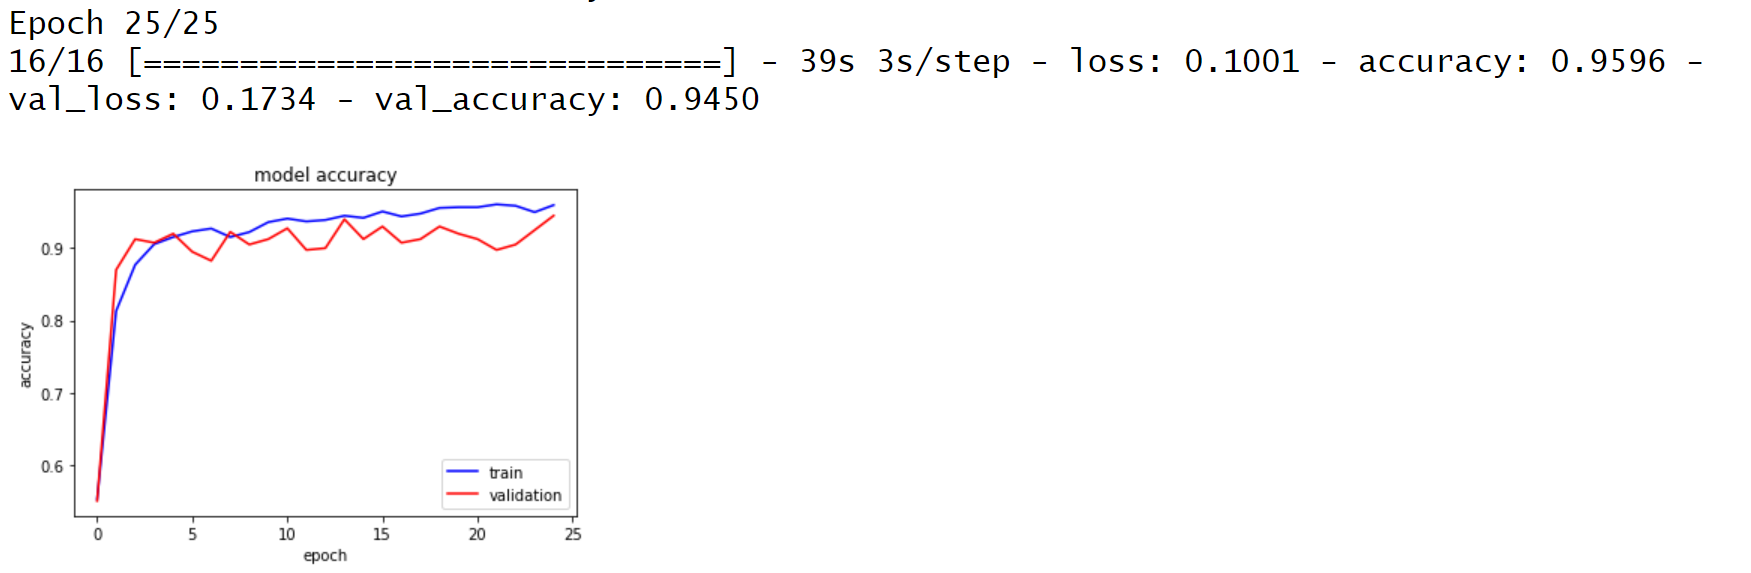 Epoch 25/25
16/16 [==============================] - 39s 3s/step - loss: 0.1001 - accuracy: 0.9596 -
val_loss: 0.1734 - val_accuracy: 0.9450
model accuracy
accuracy
0.9
0.8
0.7
0.6
train
validation
0 5 10 15 20 25
epoch